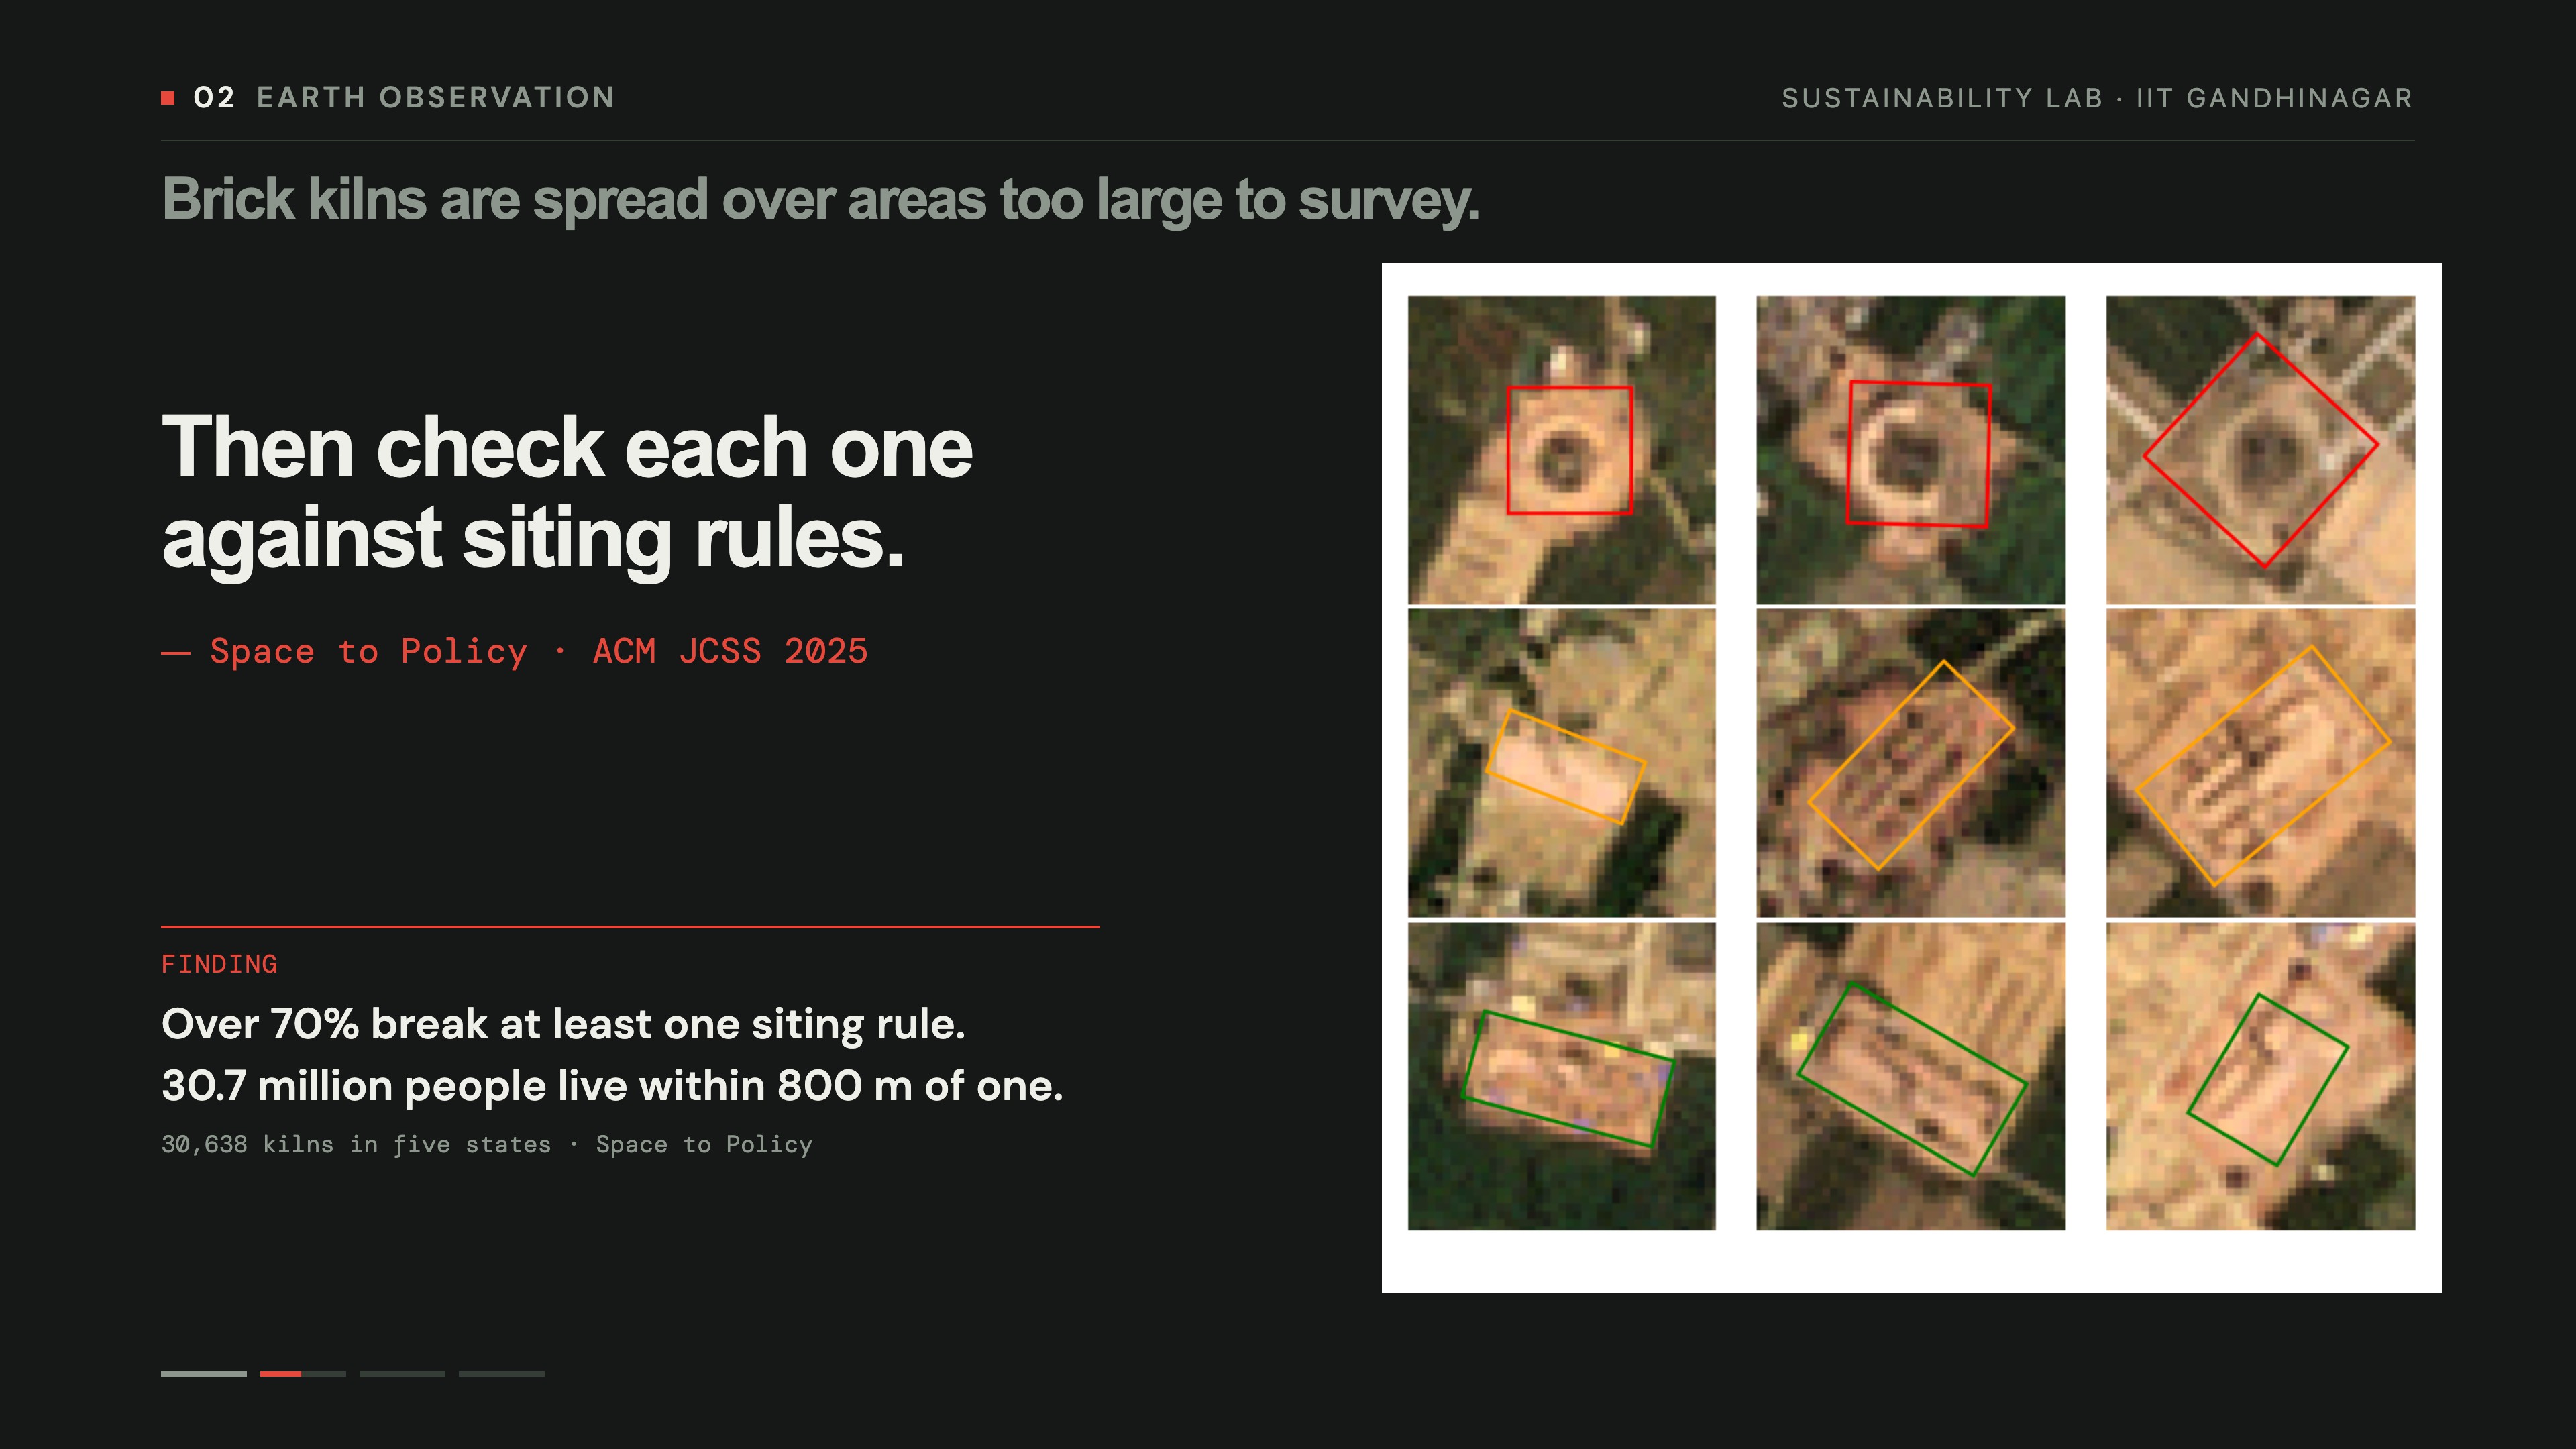 02 EARTH OBSERVATION
SUSTAINABILITY LAB · IIT GANDHINAGAR
Brick kilns are spread over areas too large to survey.
Then check each one
against siting rules.
— Space to Policy · ACM JCSS 2025
FINDING
Over 70% break at least one siting rule.
30.7 million people live within 800 m of one.
30,638 kilns in five states · Space to Policy